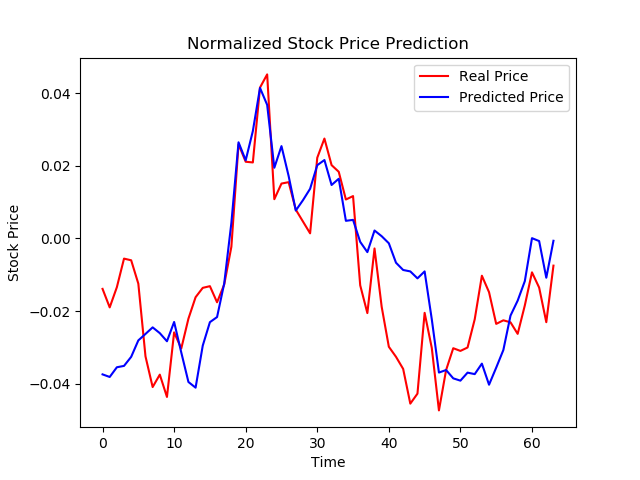 Normalized Stock Price Prediction
Real Price
Predicted Price
Stock Price
0.04
0.02
0.00
−0.02
−0.04
0 10 20 30 40 50 60
Time